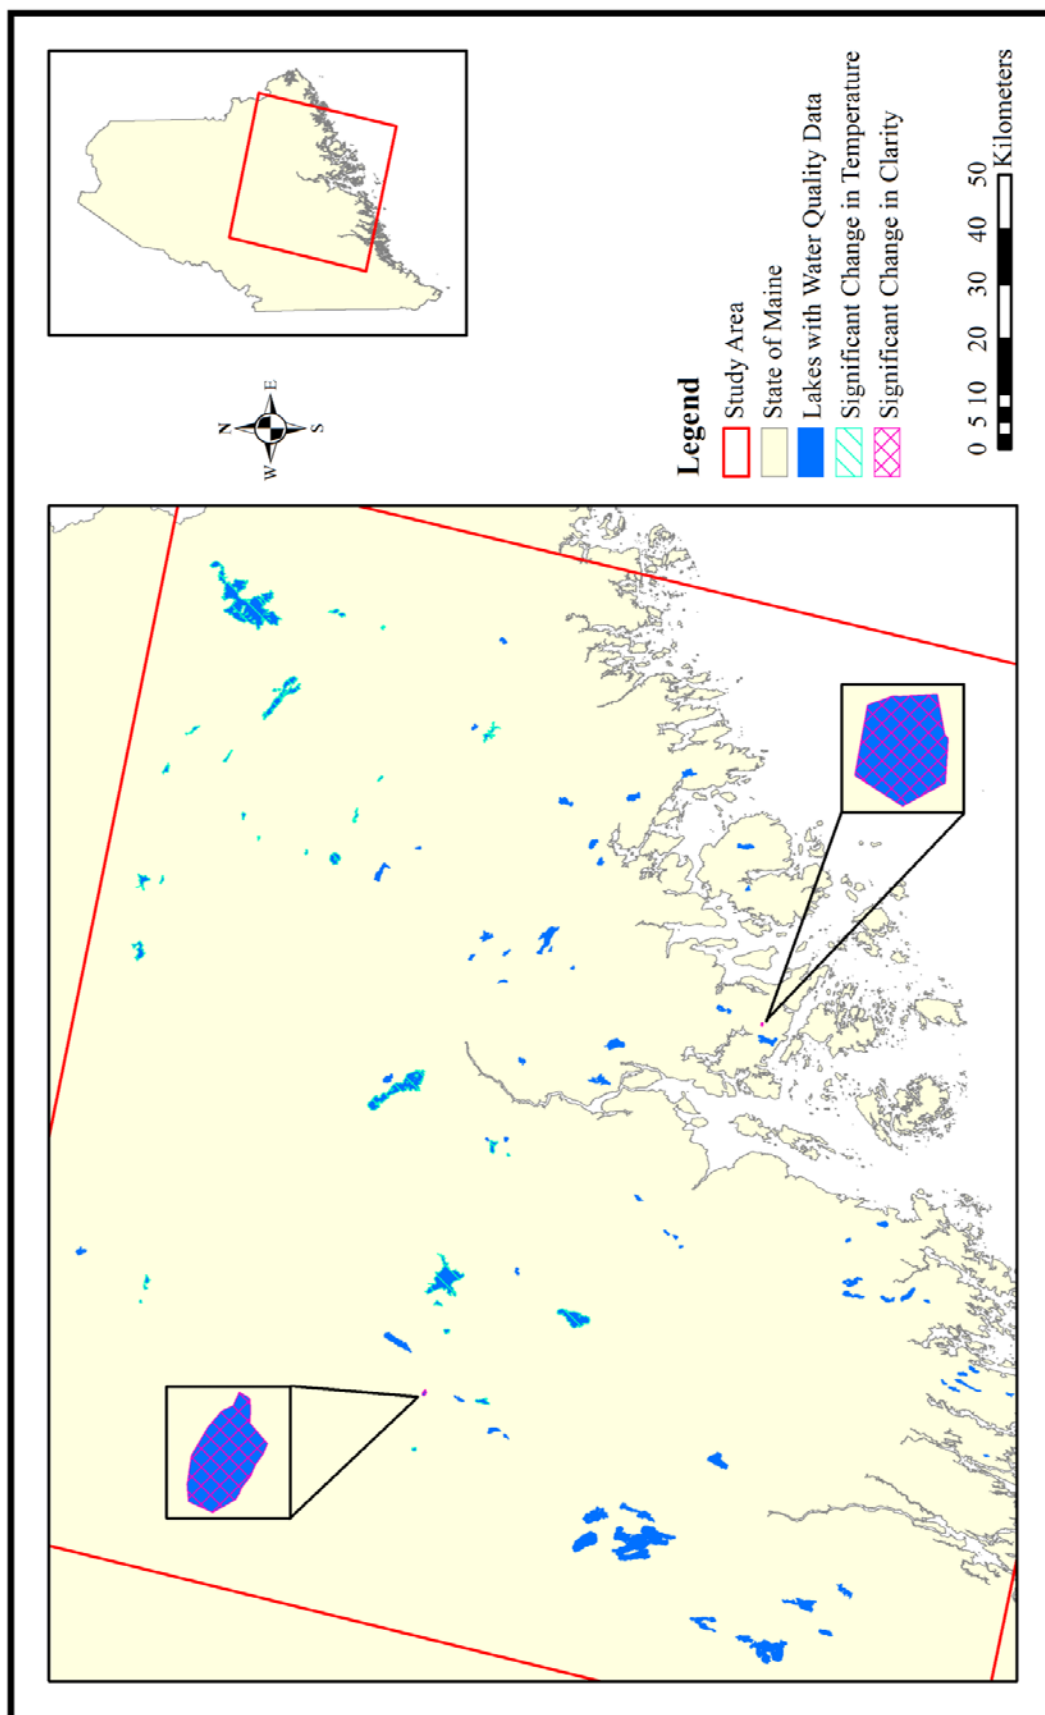 N
W
E
S
Legend
Study Area
State of Maine
Lakes with Water Quality Data
Significant Change in Temperature
Significant Change in Clarity
0 5 10 20 30 40 50
Kilometers